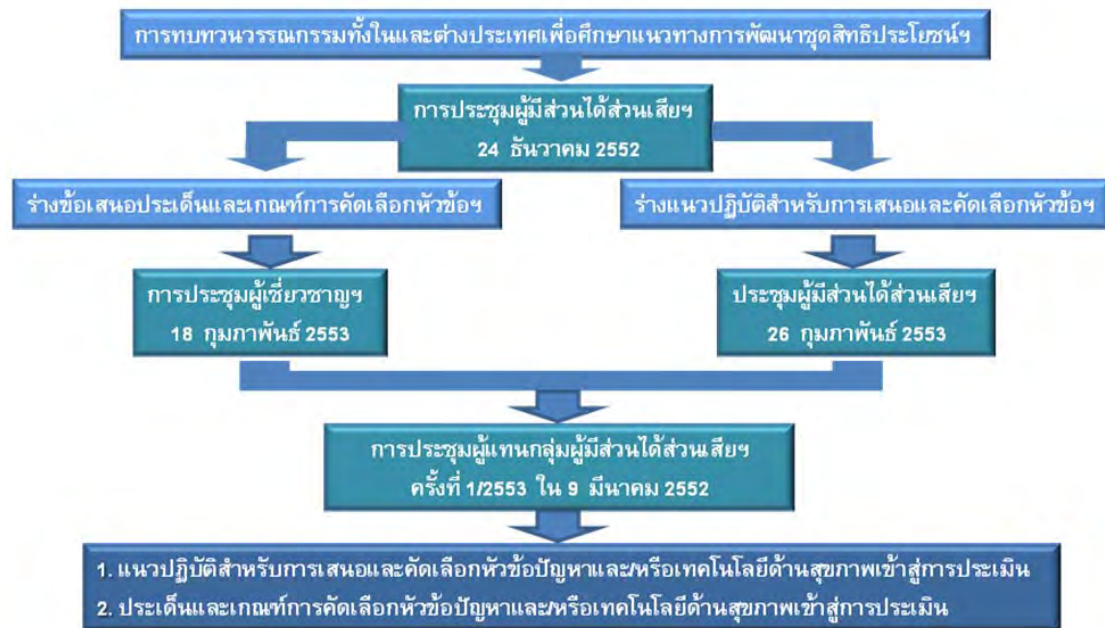 การทบทวนวรรณกรรมทั้งในและต่างประเทศเพื่อศึกษาแนวทางการพัฒนาชุดสิทธิประโยชน์ฯ
การประชุมผู้มีส่วนได้ส่วนเสียฯ
24 ธันวาคม 2552
ร่างข้อเสนอประเด็นและเกณฑ์การคัดเลือกหัวข้อฯ
ร่างแนวปฏิบัติสำหรับการเสนอและคัดเลือกหัวข้อฯ
การประชุมผู้เชี่ยวชาญฯ
18 กุมภาพันธ์ 2553
ประชุมผู้มีส่วนได้ส่วนเสียฯ
26 กุมภาพันธ์ 2553
การประชุมผู้แทนกลุ่มผู้มีส่วนได้ส่วนเสียฯ
ครั้งที่ 1/2553 ใน 9 มีนาคม 2552
1. แนวปฏิบัติสำหรับการเสนอและคัดเลือกหัวข้อปัญหาและ/หรือเทคโนโลยีด้านสุขภาพเข้าสู่การประเมิน
2. ประเด็นและเกณฑ์การคัดเลือกหัวข้อปัญหาและ/หรือเทคโนโลยีด้านสุขภาพเข้าสู่การประเมิน